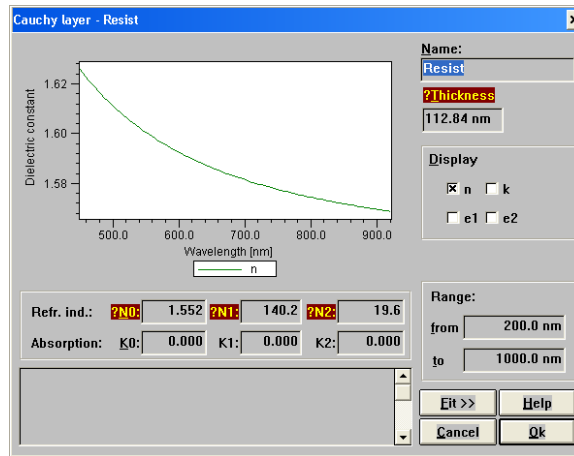 Cauchy layer - Resist
Name:
Resist
?Thickness
112.84 nm
Dielectric constant
1.62
1.60
1.58
500.0 600.0 700.0 800.0 900.0
Wavelength [nm]
n
Display
n k
e1 e2
Refr. ind.: ?N0: 1.552 ?N1: 140.2 ?N2: 19.6
Absorption: K0: 0.000 K1: 0.000 K2: 0.000
Range:
from 200.0 nm
to 1000.0 nm
Fit >> Help
Cancel Ok